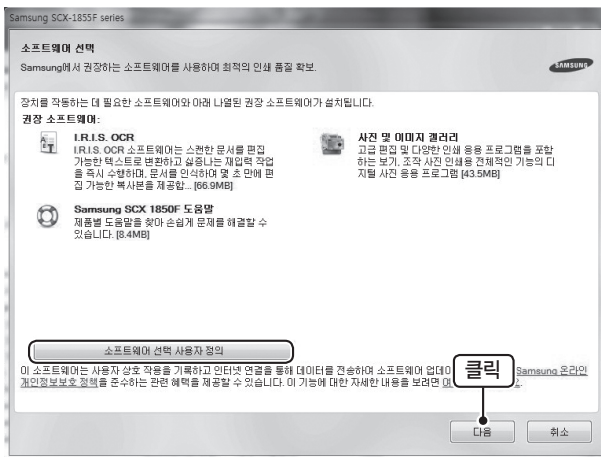 Samsung SCX-1855F series
소프트웨어 선택
Samsung에서 권장하는 소프트웨어를 사용하여 최적의 인쇄 품질 확보.
SAMSUNG
장치를 작동하는 데 필요한 소프트웨어와 아래 나열된 권장 소프트웨어가 설치됩니다.
권장 소프트웨어:
I.R.I.S. OCR
I.R.I.S. OCR 소프트웨어는 스캔한 문서를 편집
가능한 텍스트로 변환하고 싫증나는 재입력 작업
을 즉시 수행하며, 문서를 인식하여 몇 초 만에 편
집 가능한 복사본을 제공합... [66.9MB]
사진 및 이미지 갤러리
고급 편집 및 다양한 인쇄 응용 프로그램을 포함
하는 보기, 조작 사진 인쇄용 전체적인 기능의 디
지털 사진 응용 프로그램 [43.5MB]
Samsung SCX 1850F 도움말
제품별 도움말을 찾아 손쉽게 문제를 해결할 수
있습니다. [8.4MB]
소프트웨어 선택 사용자 정의
이 소프트웨어는 사용자 상호 작용을 기록하고 인터넷 연결을 통해 데이터를 전송하여 소프트웨어 업데이 Samsung 온라인
개인정보보호 정책을 준수하는 관련 혜택을 제공할 수 있습니다. 이 기능에 대한 자세한 내용을 보려면
클릭
다음
취소